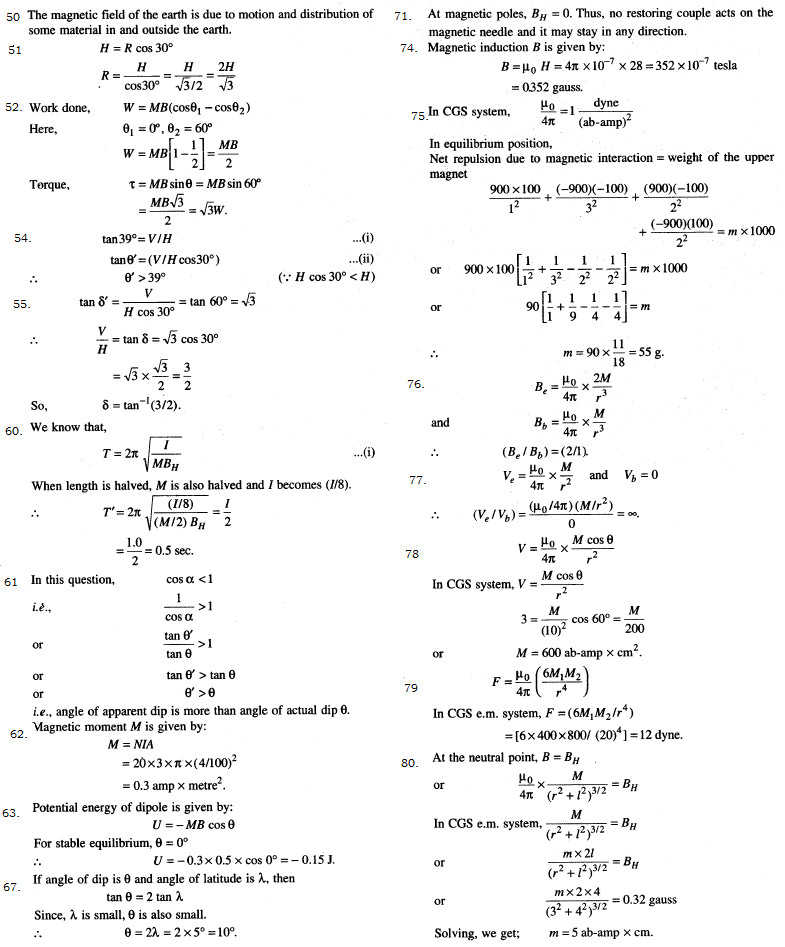 50 The magnetic field of the earth is due to motion and distribution of
some material in and outside the earth.
51 H = R cos 30°
R = H/cos30° = H/(√3/2) = 2H/√3
52. Work done, W = MB(cosθ₁ – cosθ₂)
Here, θ₁ = 0°, θ₂ = 60°
W = MB[1 – 1/2] = MB/2
Torque, τ = MB sinθ = MB sin 60°
= MB√3/2 = √3W.
54. tan39° = V/H ...(i)
tanθ′ = (V/H cos30°) ...(ii)
∴ θ′ > 39° (∵ H cos 30° < H)
55. tan δ′ = V/(H cos 30°) = tan 60° = √3
∴ V/H = tan δ = √3 cos 30°
= √3 × √3/2 = 3/2
So, δ = tan⁻¹(3/2).
60. We know that,
T = 2π √(I/MB_H) ...(i)
When length is halved, M is also halved and I becomes (I/8).
∴ T′ = 2π √((I/8)/((M/2) B_H)) = I/2
= 1.0/2 = 0.5 sec.
61 In this question, cos α < 1
i.e., 1/cos α > 1
or tan θ′/tan θ > 1
or tan θ′ > tan θ
or θ′ > θ
i.e., angle of apparent dip is more than angle of actual dip θ.
62. Magnetic moment M is given by:
M = NIA
= 20 × 3 × π × (4/100)²
= 0.3 amp × metre².
63. Potential energy of dipole is given by:
U = – MB cos θ
For stable equilibrium, θ = 0°
∴ U = – 0.3 × 0.5 × cos 0° = – 0.15 J.
67. If angle of dip is θ and angle of latitude is λ, then
tan θ = 2 tan λ
Since, λ is small, θ is also small.
∴ θ = 2λ = 2 × 5° = 10°.
71. At magnetic poles, B_H = 0. Thus, no restoring couple acts on the
magnetic needle and it may stay in any direction.
74. Magnetic induction B is given by:
B = μ₀ H = 4π × 10⁻⁷ × 28 = 352 × 10⁻⁷ tesla
= 0.352 gauss.
75. In CGS system, μ₀/4π = 1 dyne/(ab-amp)²
In equilibrium position,
Net repulsion due to magnetic interaction = weight of the upper
magnet
900 × 100/1² + (–900)(–100)/3² + (900)(–100)/2²
+ (–900)(100)/2² = m × 1000
or 900 × 100[1/1² + 1/3² – 1/2² – 1/2²] = m × 1000
or 90[1/1 + 1/9 – 1/4 – 1/4] = m
∴ m = 90 × 11/18 = 55 g.
76. B_e = μ₀/4π × 2M/r³
and B_b = μ₀/4π × M/r³
∴ (B_e / B_b) = (2/1).
77. V_e = μ₀/4π × M/r² and V_b = 0
∴ (V_e / V_b) = (μ₀/4π)(M/r²)/0 = ∞.
78 V = μ₀/4π × M cos θ/r²
In CGS system, V = M cos θ/r²
3 = M/(10)² cos 60° = M/200
or M = 600 ab-amp × cm².
79 F = μ₀/4π (6M₁M₂/r⁴)
In CGS e.m. system, F = (6M₁M₂/r⁴)
= [6 × 400 × 800/ (20)⁴] = 12 dyne.
80. At the neutral point, B = B_H
or μ₀/4π × M/(r² + l²)^3/2 = B_H
In CGS e.m. system, M/(r² + l²)^3/2 = B_H
or m × 2l/(r² + l²)^3/2 = B_H
or m × 2 × 4/(3² + 4²)^3/2 = 0.32 gauss
Solving, we get; m = 5 ab-amp × cm.